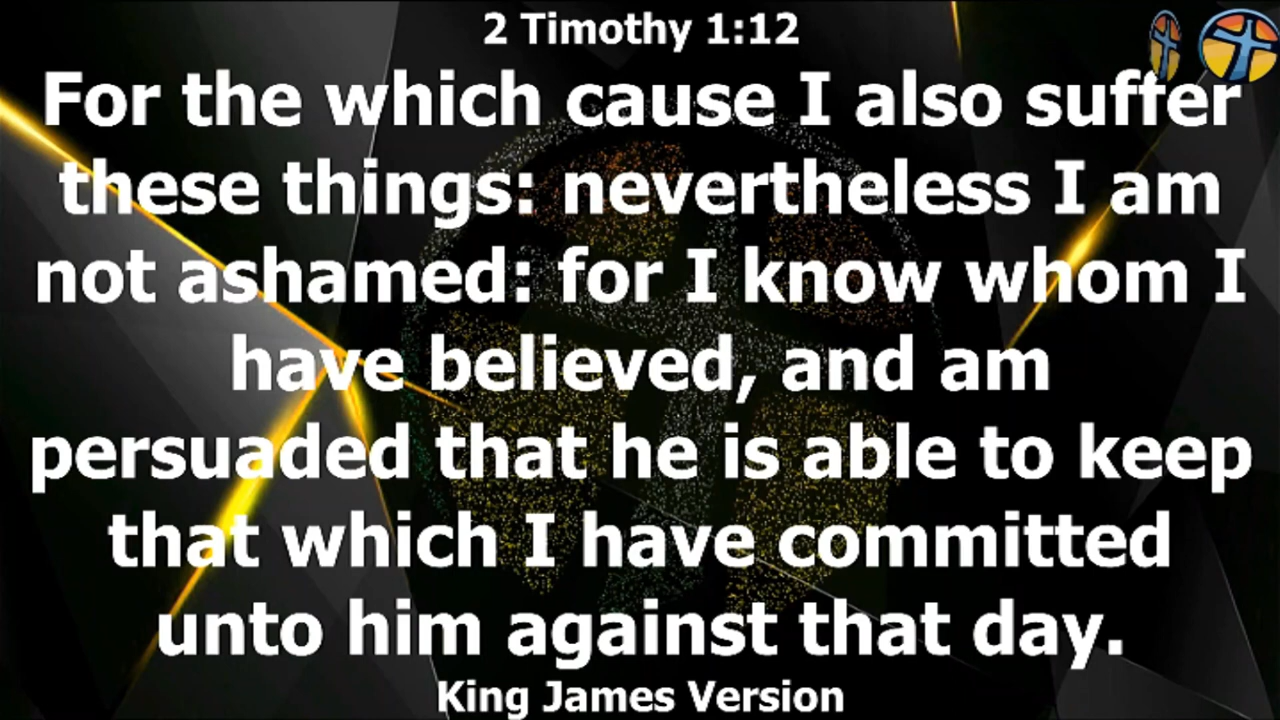 2 Timothy 1:12
For the which cause I also suffer
these things: nevertheless I am
not ashamed: for I know whom I
have believed, and am
persuaded that he is able to keep
that which I have committed
unto him against that day.
King James Version